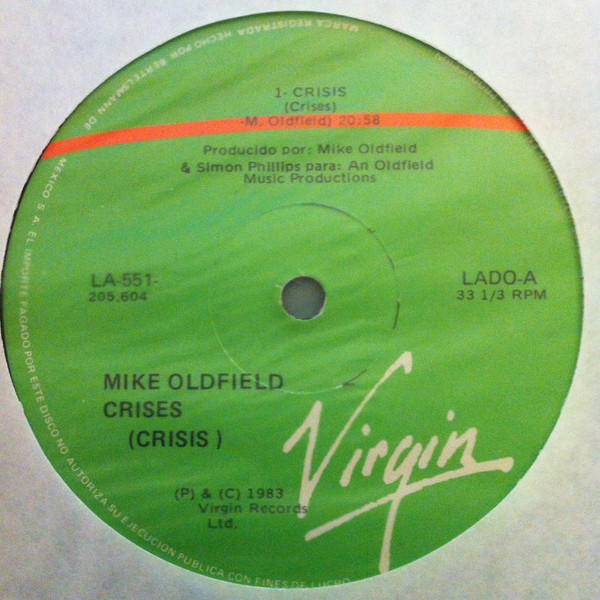 1- CRISIS
(Crises)
-M. Oldfield) 20:58
Producido por: Mike Oldfield
& Simon Phillips para: An Oldfield
Music Productions
LA-551-
205,604
LADO-A
33 1/3 RPM
MIKE OLDFIELD
CRISES
(CRISIS )
Virgin
(P) & (C) 1983
Virgin Records
Ltd.
MARCA REGISTRADA HECHO POR BERTELSMANN DE
MEXICO S. A. EL IMPORTE PAGADO POR ESTE DISCO NO AUTORIZA SU EJECUCION PUBLICA CON FINES DE LUCRO